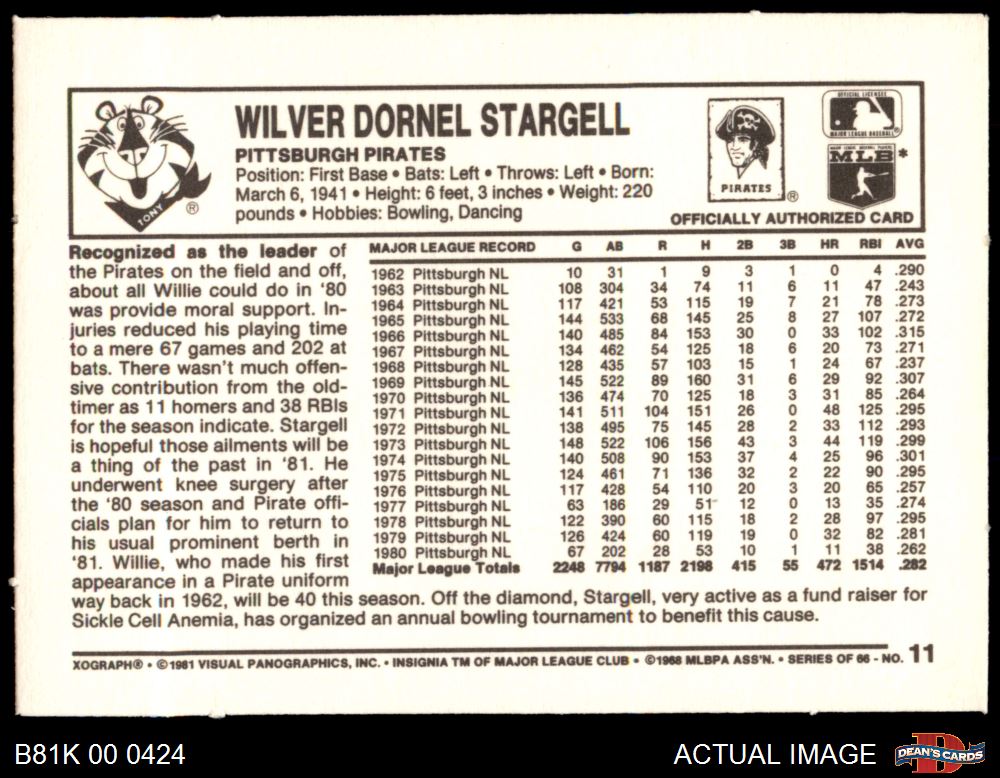 WILVER DORNEL STARGELL
PITTSBURGH PIRATES
Position: First Base • Bats: Left • Throws: Left • Born:
March 6, 1941 • Height: 6 feet, 3 inches • Weight: 220
pounds • Hobbies: Bowling, Dancing
TONY ®
PIRATES ®
OFFICIAL LICENSEE
MAJOR LEAGUE BASEBALL®
MAJOR LEAGUE BASEBALL PLAYERS
MLB *
OFFICIALLY AUTHORIZED CARD
Recognized as the leader of
the Pirates on the field and off,
about all Willie could do in '80
was provide moral support. In-
juries reduced his playing time
to a mere 67 games and 202 at
bats. There wasn't much offen-
sive contribution from the old-
timer as 11 homers and 38 RBIs
for the season indicate. Stargell
is hopeful those ailments will be
a thing of the past in '81. He
underwent knee surgery after
the '80 season and Pirate offi-
cials plan for him to return to
his usual prominent berth in
'81. Willie, who made his first
appearance in a Pirate uniform
way back in 1962, will be 40 this season. Off the diamond, Stargell, very active as a fund raiser for
Sickle Cell Anemia, has organized an annual bowling tournament to benefit this cause.
MAJOR LEAGUE RECORD G AB R H 2B 3B HR RBI AVG
1962 Pittsburgh NL 10 31 1 9 3 1 0 4 .290
1963 Pittsburgh NL 108 304 34 74 11 6 11 47 .243
1964 Pittsburgh NL 117 421 53 115 19 7 21 78 .273
1965 Pittsburgh NL 144 533 68 145 25 8 27 107 .272
1966 Pittsburgh NL 140 485 84 153 30 0 33 102 .315
1967 Pittsburgh NL 134 462 54 125 18 6 20 73 .271
1968 Pittsburgh NL 128 435 57 103 15 1 24 67 .237
1969 Pittsburgh NL 145 522 89 160 31 6 29 92 .307
1970 Pittsburgh NL 136 474 70 125 18 3 31 85 .264
1971 Pittsburgh NL 141 511 104 151 26 0 48 125 .295
1972 Pittsburgh NL 138 495 75 145 28 2 33 112 .293
1973 Pittsburgh NL 148 522 106 156 43 3 44 119 .299
1974 Pittsburgh NL 140 508 90 153 37 4 25 96 .301
1975 Pittsburgh NL 124 461 71 136 32 2 22 90 .295
1976 Pittsburgh NL 117 428 54 110 20 3 20 65 .257
1977 Pittsburgh NL 63 186 29 51 12 0 13 35 .274
1978 Pittsburgh NL 122 390 60 115 18 2 28 97 .295
1979 Pittsburgh NL 126 424 60 119 19 0 32 82 .281
1980 Pittsburgh NL 67 202 28 53 10 1 11 38 .262
Major League Totals 2248 7794 1187 2198 415 55 472 1514 .282
XOGRAPH® • ©1981 VISUAL PANOGRAPHICS, INC. • INSIGNIA TM OF MAJOR LEAGUE CLUB • ©1968 MLBPA ASS'N. • SERIES OF 66 - NO. 11
B81K 00 0424
ACTUAL IMAGE
DEAN'S CARDS